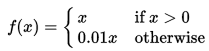 f(x) = { x if x > 0
0.01x otherwise